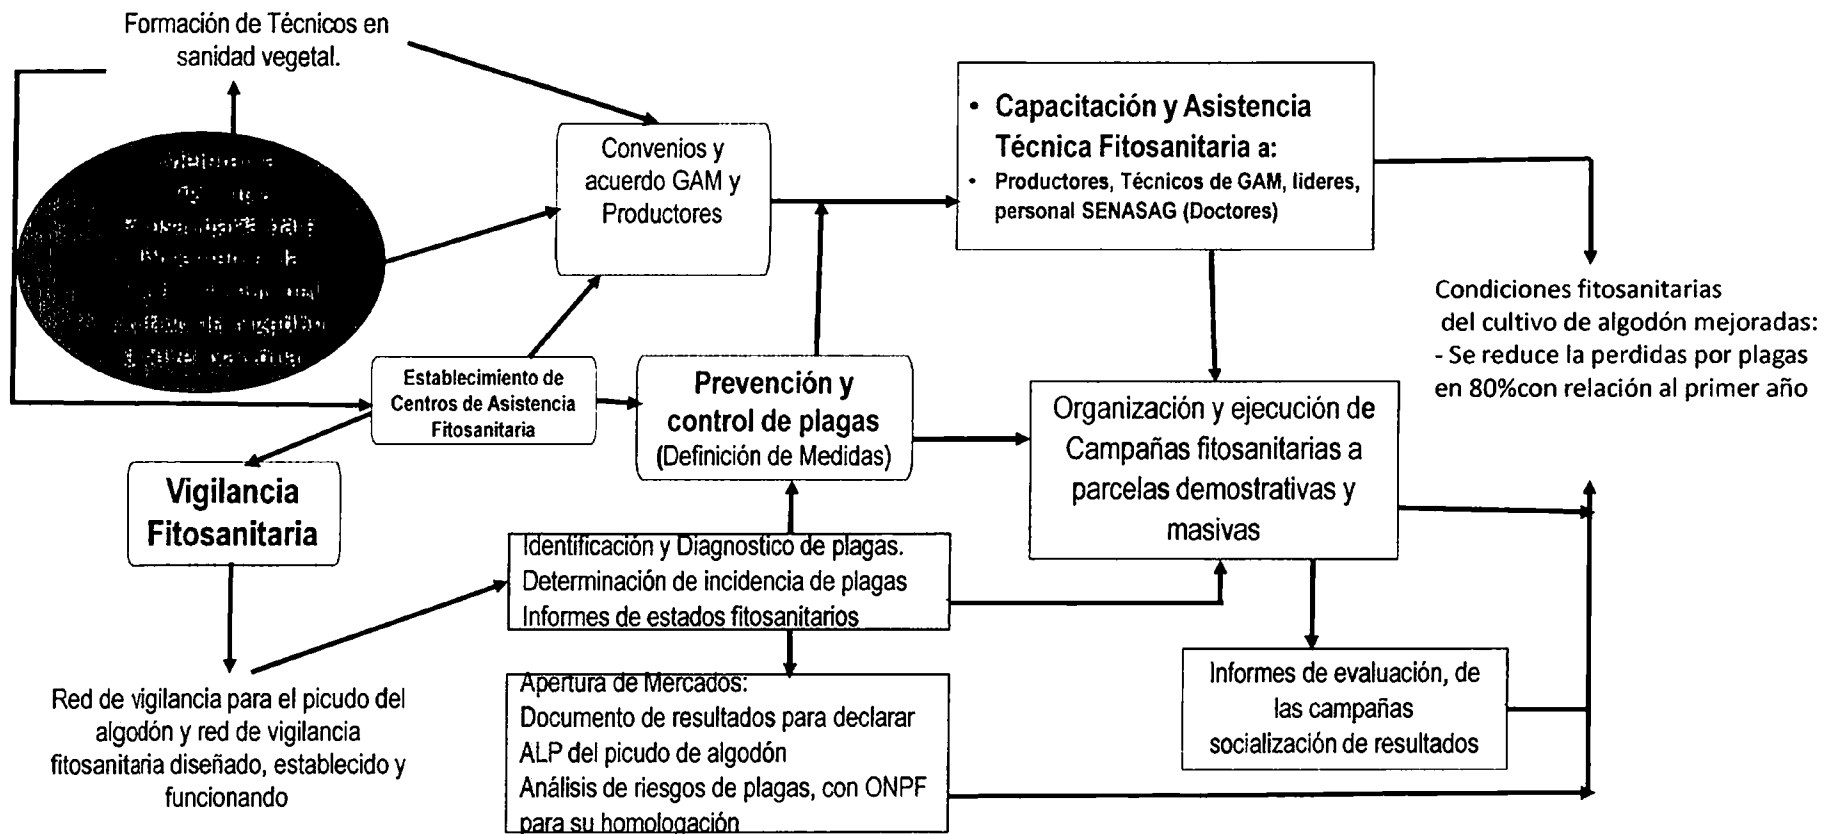 Formación de Técnicos en
sanidad vegetal.
Convenios y
acuerdo GAM y
Productores
• Capacitación y Asistencia
Técnica Fitosanitaria a:
• Productores, Técnicos de GAM, lideres,
personal SENASAG (Doctores)
Condiciones fitosanitarias
del cultivo de algodón mejoradas:
- Se reduce la perdidas por plagas
en 80%con relación al primer año
Establecimiento de
Centros de Asistencia
Fitosanitaria
Prevención y
control de plagas
(Definición de Medidas)
Organización y ejecución de
Campañas fitosanitarias a
parcelas demostrativas y
masivas
Vigilancia
Fitosanitaria
Identificación y Diagnostico de plagas.
Determinación de incidencia de plagas
Informes de estados fitosanitarios
Red de vigilancia para el picudo del
algodón y red de vigilancia
fitosanitaria diseñado, establecido y
funcionando
Apertura de Mercados:
Documento de resultados para declarar
ALP del picudo de algodón
Análisis de riesgos de plagas, con ONPF
para su homologación
Informes de evaluación, de
las campañas
socialización de resultados